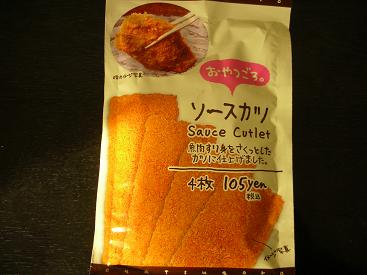 おやつごろ。
ソースカツ
Sauce Cutlet
魚肉すり身をさくっとした
カツに仕上げました。
4枚 105yen
税込